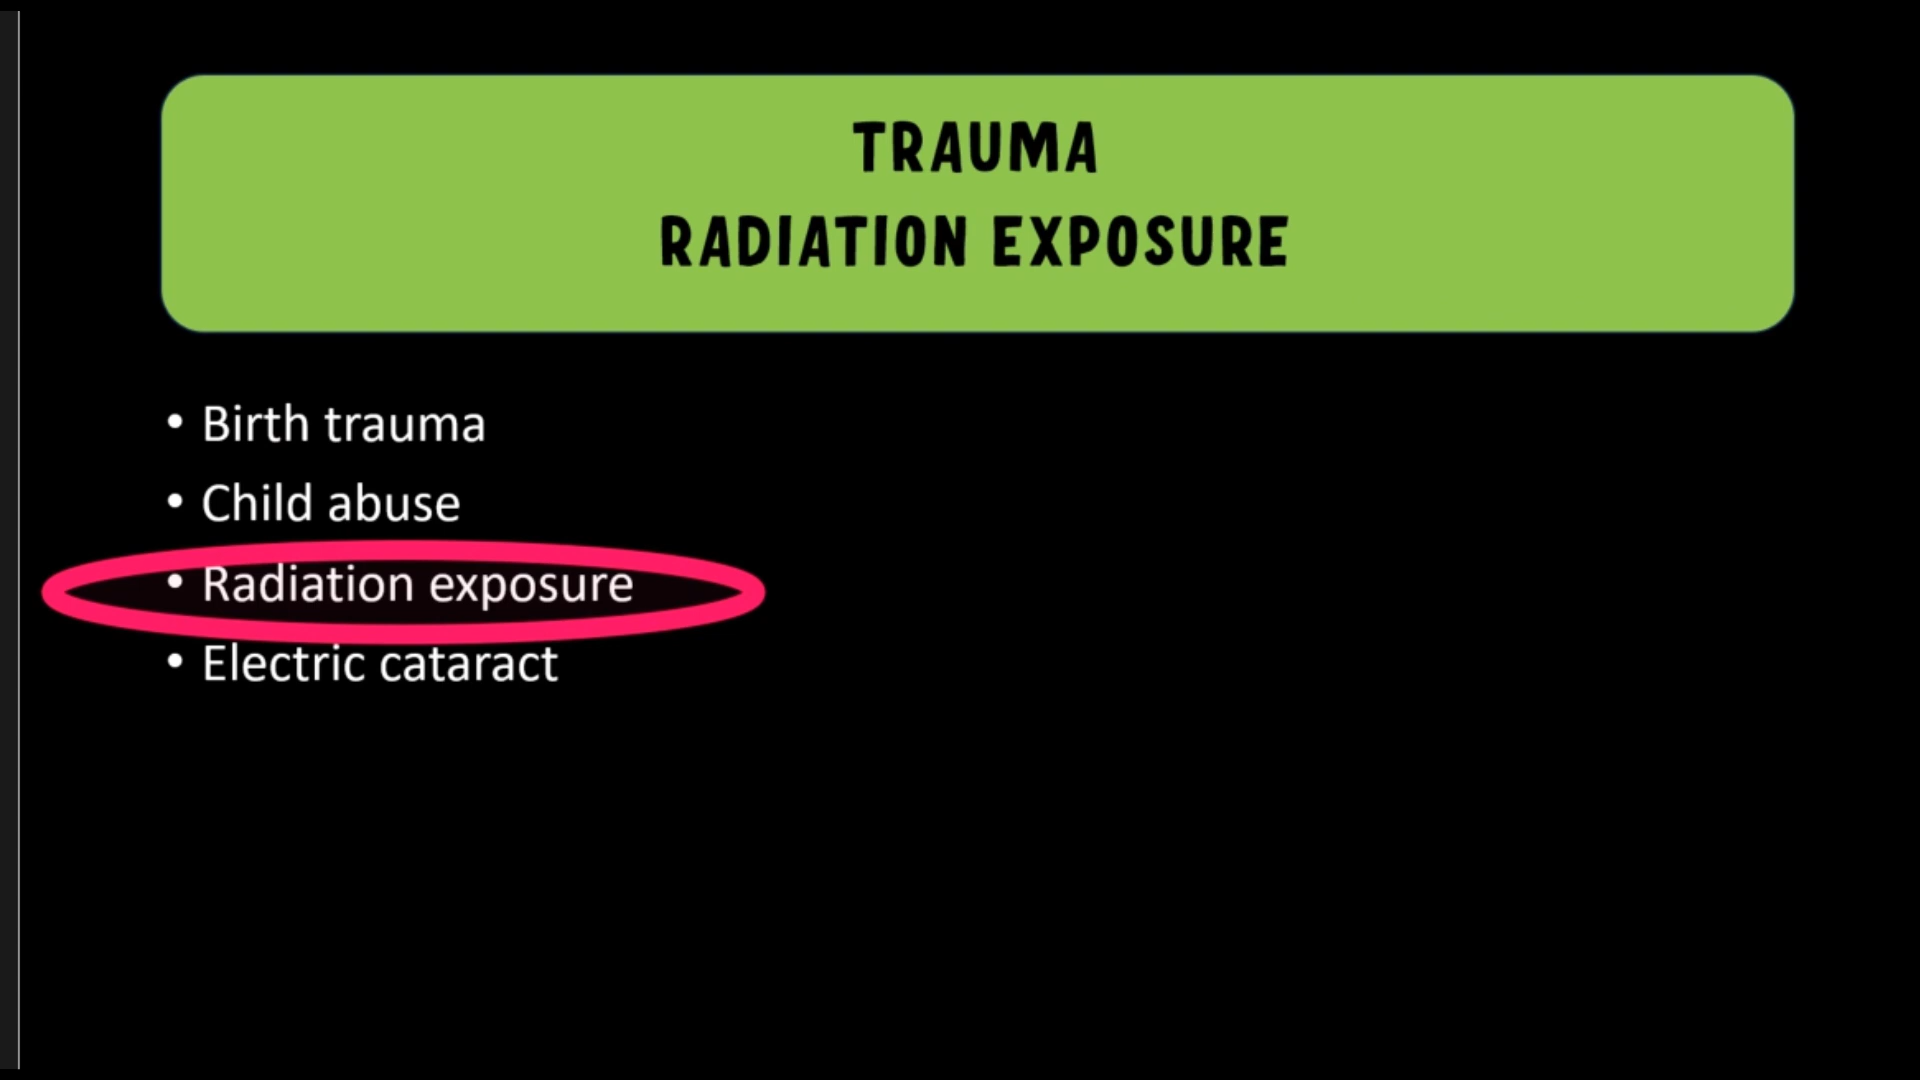 TRAUMA
RADIATION EXPOSURE
• Birth trauma
• Child abuse
• Radiation exposure
• Electric cataract